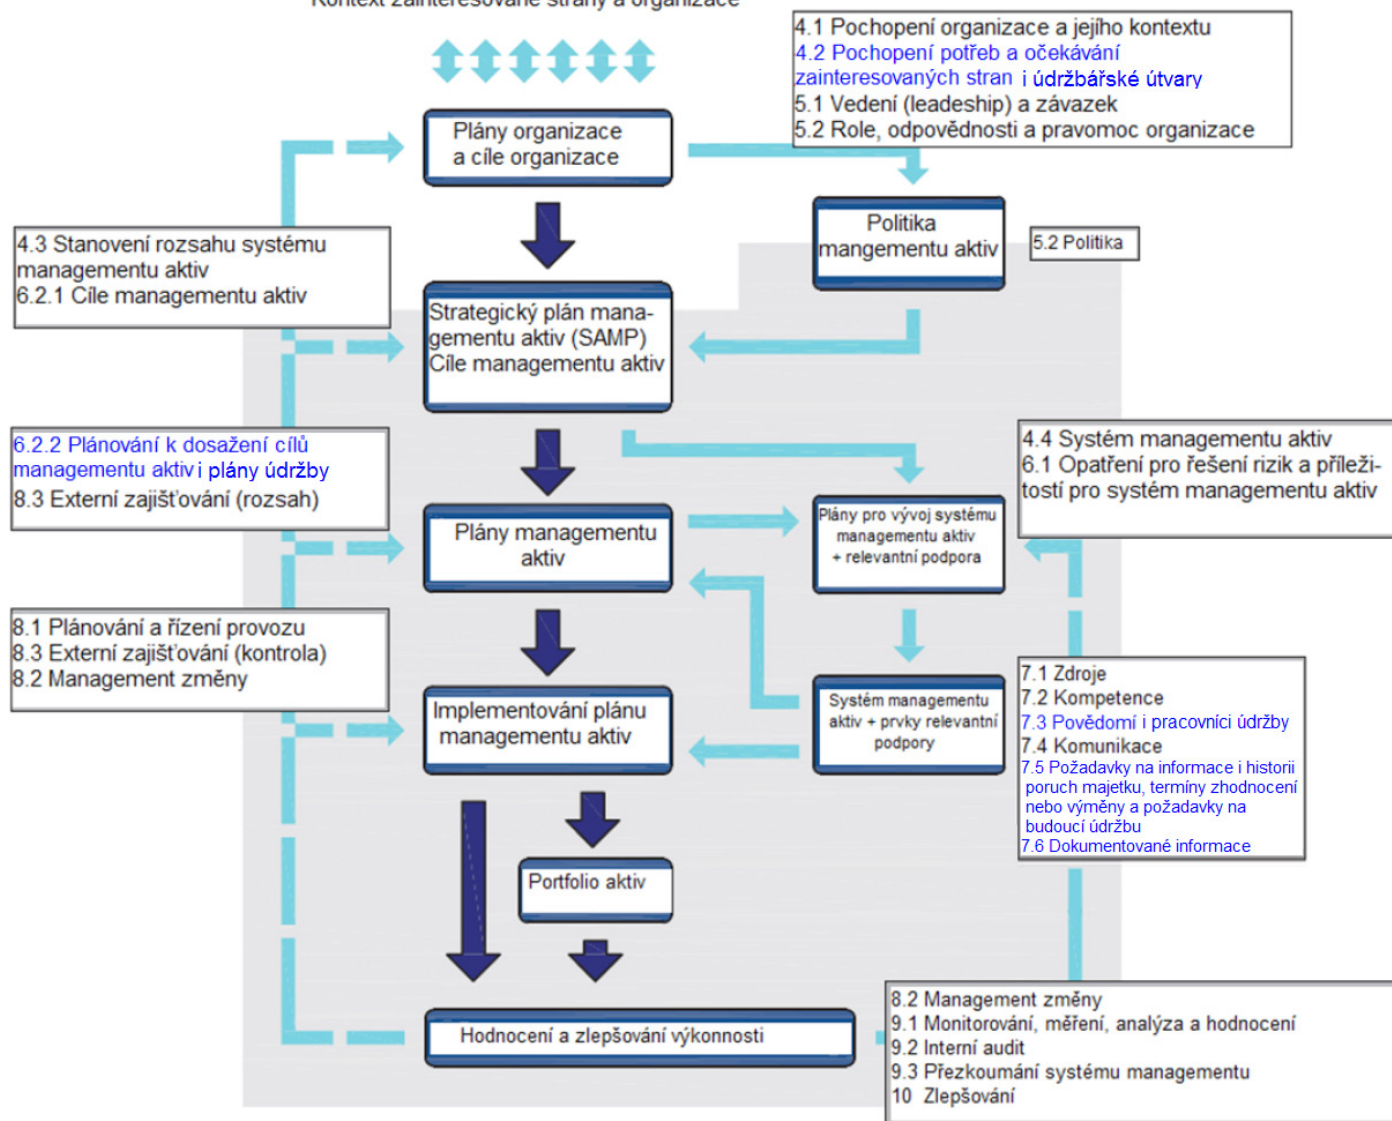 Kontext zainteresované strany a organizace
4.1 Pochopení organizace a jejího kontextu
4.2 Pochopení potřeb a očekávání
zainteresovaných stran i údržbářské útvary
5.1 Vedení (leadeship) a závazek
5.2 Role, odpovědnosti a pravomoc organizace
Plány organizace
a cíle organizace
Politika
mangementu aktiv
5.2 Politika
4.3 Stanovení rozsahu systému
managementu aktiv
6.2.1 Cíle managementu aktiv
Strategický plán mana-
gementu aktiv (SAMP)
Cíle managementu aktiv
6.2.2 Plánování k dosažení cílů
managementu aktiv i plány údržby
8.3 Externí zajišťování (rozsah)
4.4 Systém managementu aktiv
6.1 Opatření pro řešení rizik a příleži-
tostí pro systém managementu aktiv
Plány managementu
aktiv
Plány pro vývoj systému
managementu aktiv
+ relevantní podpora
8.1 Plánování a řízení provozu
8.3 Externí zajišťování (kontrola)
8.2 Management změny
Implementování plánu
managementu aktiv
Systém managementu
aktiv + prvky relevantní
podpory
7.1 Zdroje
7.2 Kompetence
7.3 Povědomí i pracovníci údržby
7.4 Komunikace
7.5 Požadavky na informace i historii
poruch majetku, termíny zhodnocení
nebo výměny a požadavky na
budoucí údržbu
7.6 Dokumentované informace
Portfolio aktiv
Hodnocení a zlepšování výkonnosti
8.2 Management změny
9.1 Monitorování, měření, analýza a hodnocení
9.2 Interní audit
9.3 Přezkoumání systému managementu
10 Zlepšování